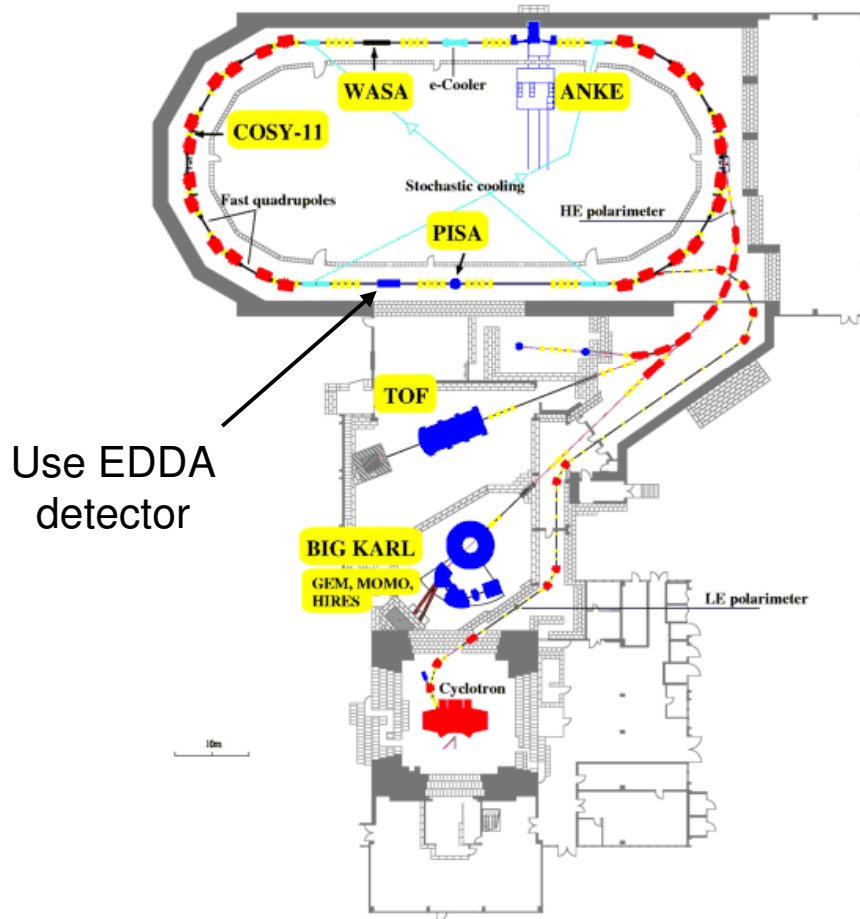 WASA
e-Cooler
ANKE
COSY-11
Stochastic cooling
Fast quadrupoles
HE polarimeter
PISA
TOF
Use EDDA
detector
BIG KARL
GEM, MOMO,
HIRES
LE polarimeter
Cyclotron
10m